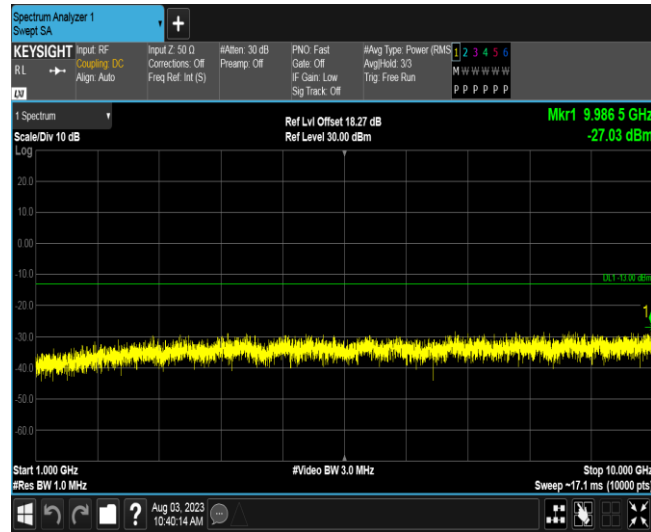 Spectrum Analyzer 1
Swept SA
+
KEYSIGHT
RL
LXI
Input: RF
Coupling: DC
Align: Auto
Input Z: 50 Ω
Corrections: Off
Freq Ref: Int (S)
#Atten: 30 dB
Preamp: Off
PNO: Fast
Gate: Off
IF Gain: Low
Sig Track: Off
#Avg Type: Power (RMS
Avg|Hold: 3/3
Trig: Free Run
1 2 3 4 5 6
M W W W W W
P P P P P P
1 Spectrum
Scale/Div 10 dB
Log
Ref Lvl Offset 18.27 dB
Ref Level 30.00 dBm
Mkr1 9.986 5 GHz
-27.03 dBm
20.0
10.0
0.00
-10.0
DL1 -13.00 dBm
-20.0
1
-30.0
-40.0
-50.0
-60.0
Start 1.000 GHz
#Video BW 3.0 MHz
Stop 10.000 GHz
#Res BW 1.0 MHz
Sweep ~17.1 ms (10000 pts)
?
Aug 03, 2023
10:40:14 AM